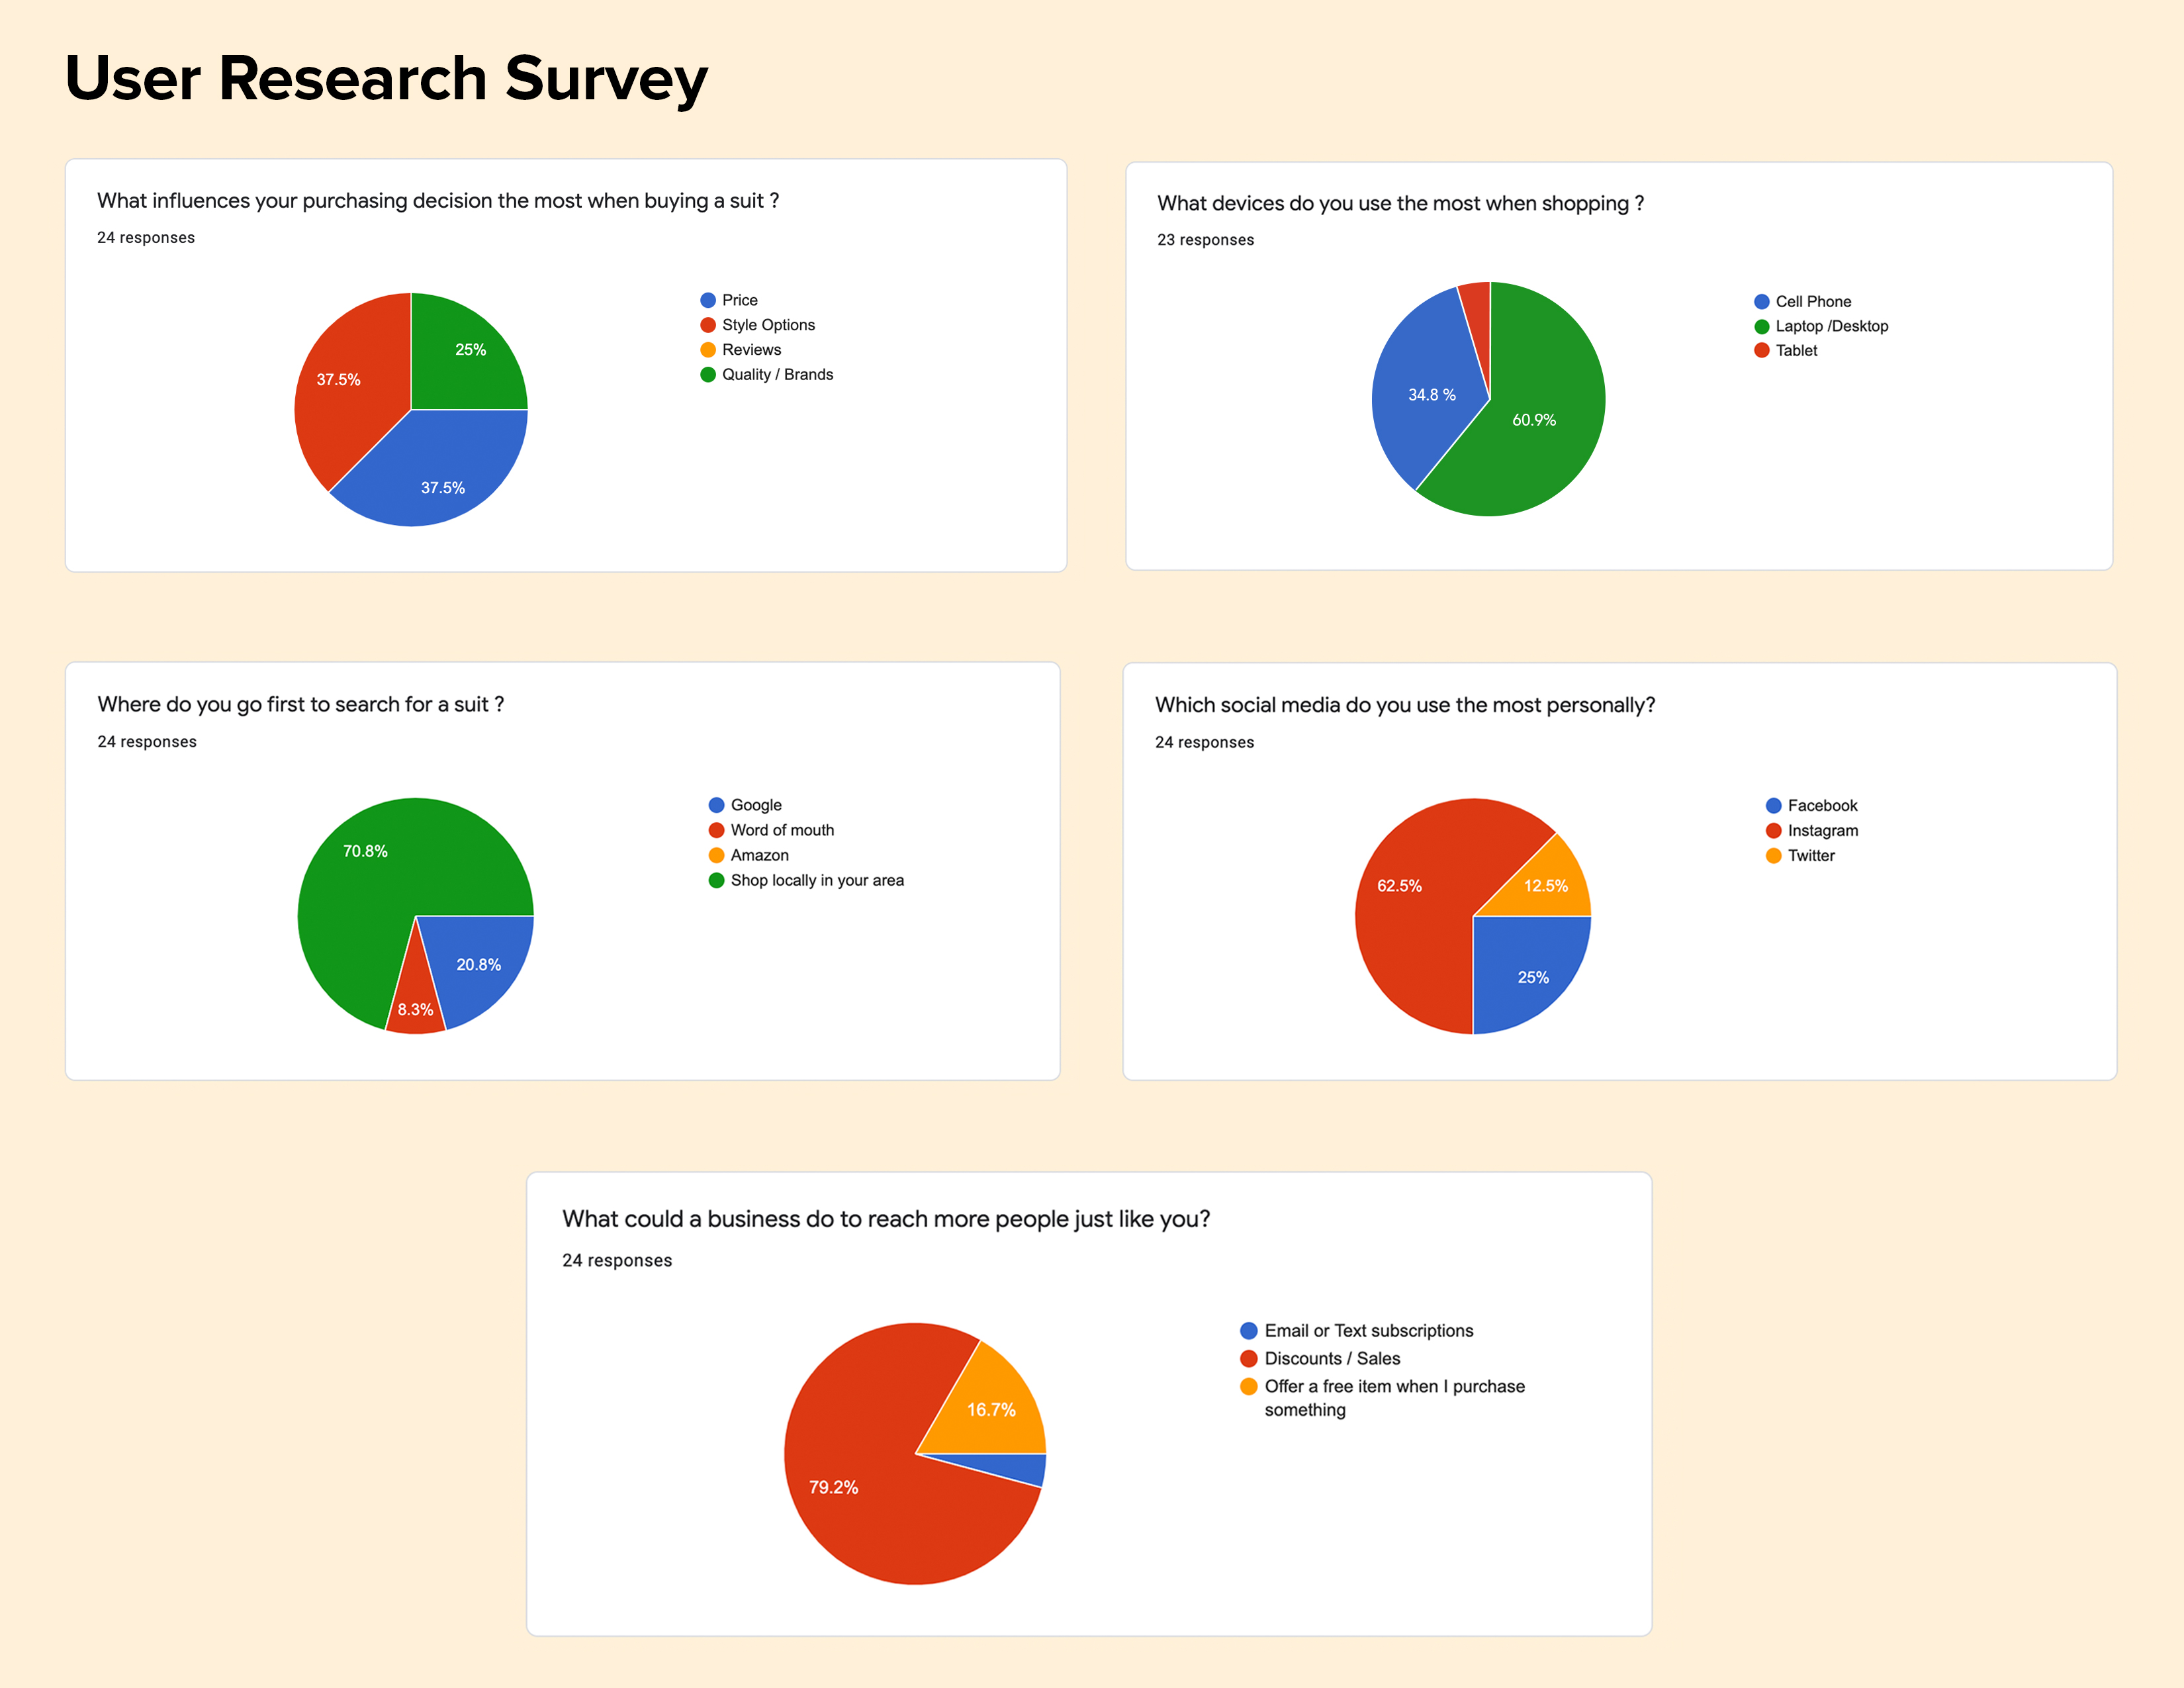 User Research Survey
What influences your purchasing decision the most when buying a suit ?
24 responses
25%
37.5%
37.5%
Price
Style Options
Reviews
Quality / Brands
What devices do you use the most when shopping ?
23 responses
34.8 %
60.9%
Cell Phone
Laptop /Desktop
Tablet
Where do you go first to search for a suit ?
24 responses
70.8%
20.8%
8.3%
Google
Word of mouth
Amazon
Shop locally in your area
Which social media do you use the most personally?
24 responses
62.5%
12.5%
25%
Facebook
Instagram
Twitter
What could a business do to reach more people just like you?
24 responses
16.7%
79.2%
Email or Text subscriptions
Discounts / Sales
Offer a free item when I purchase
something